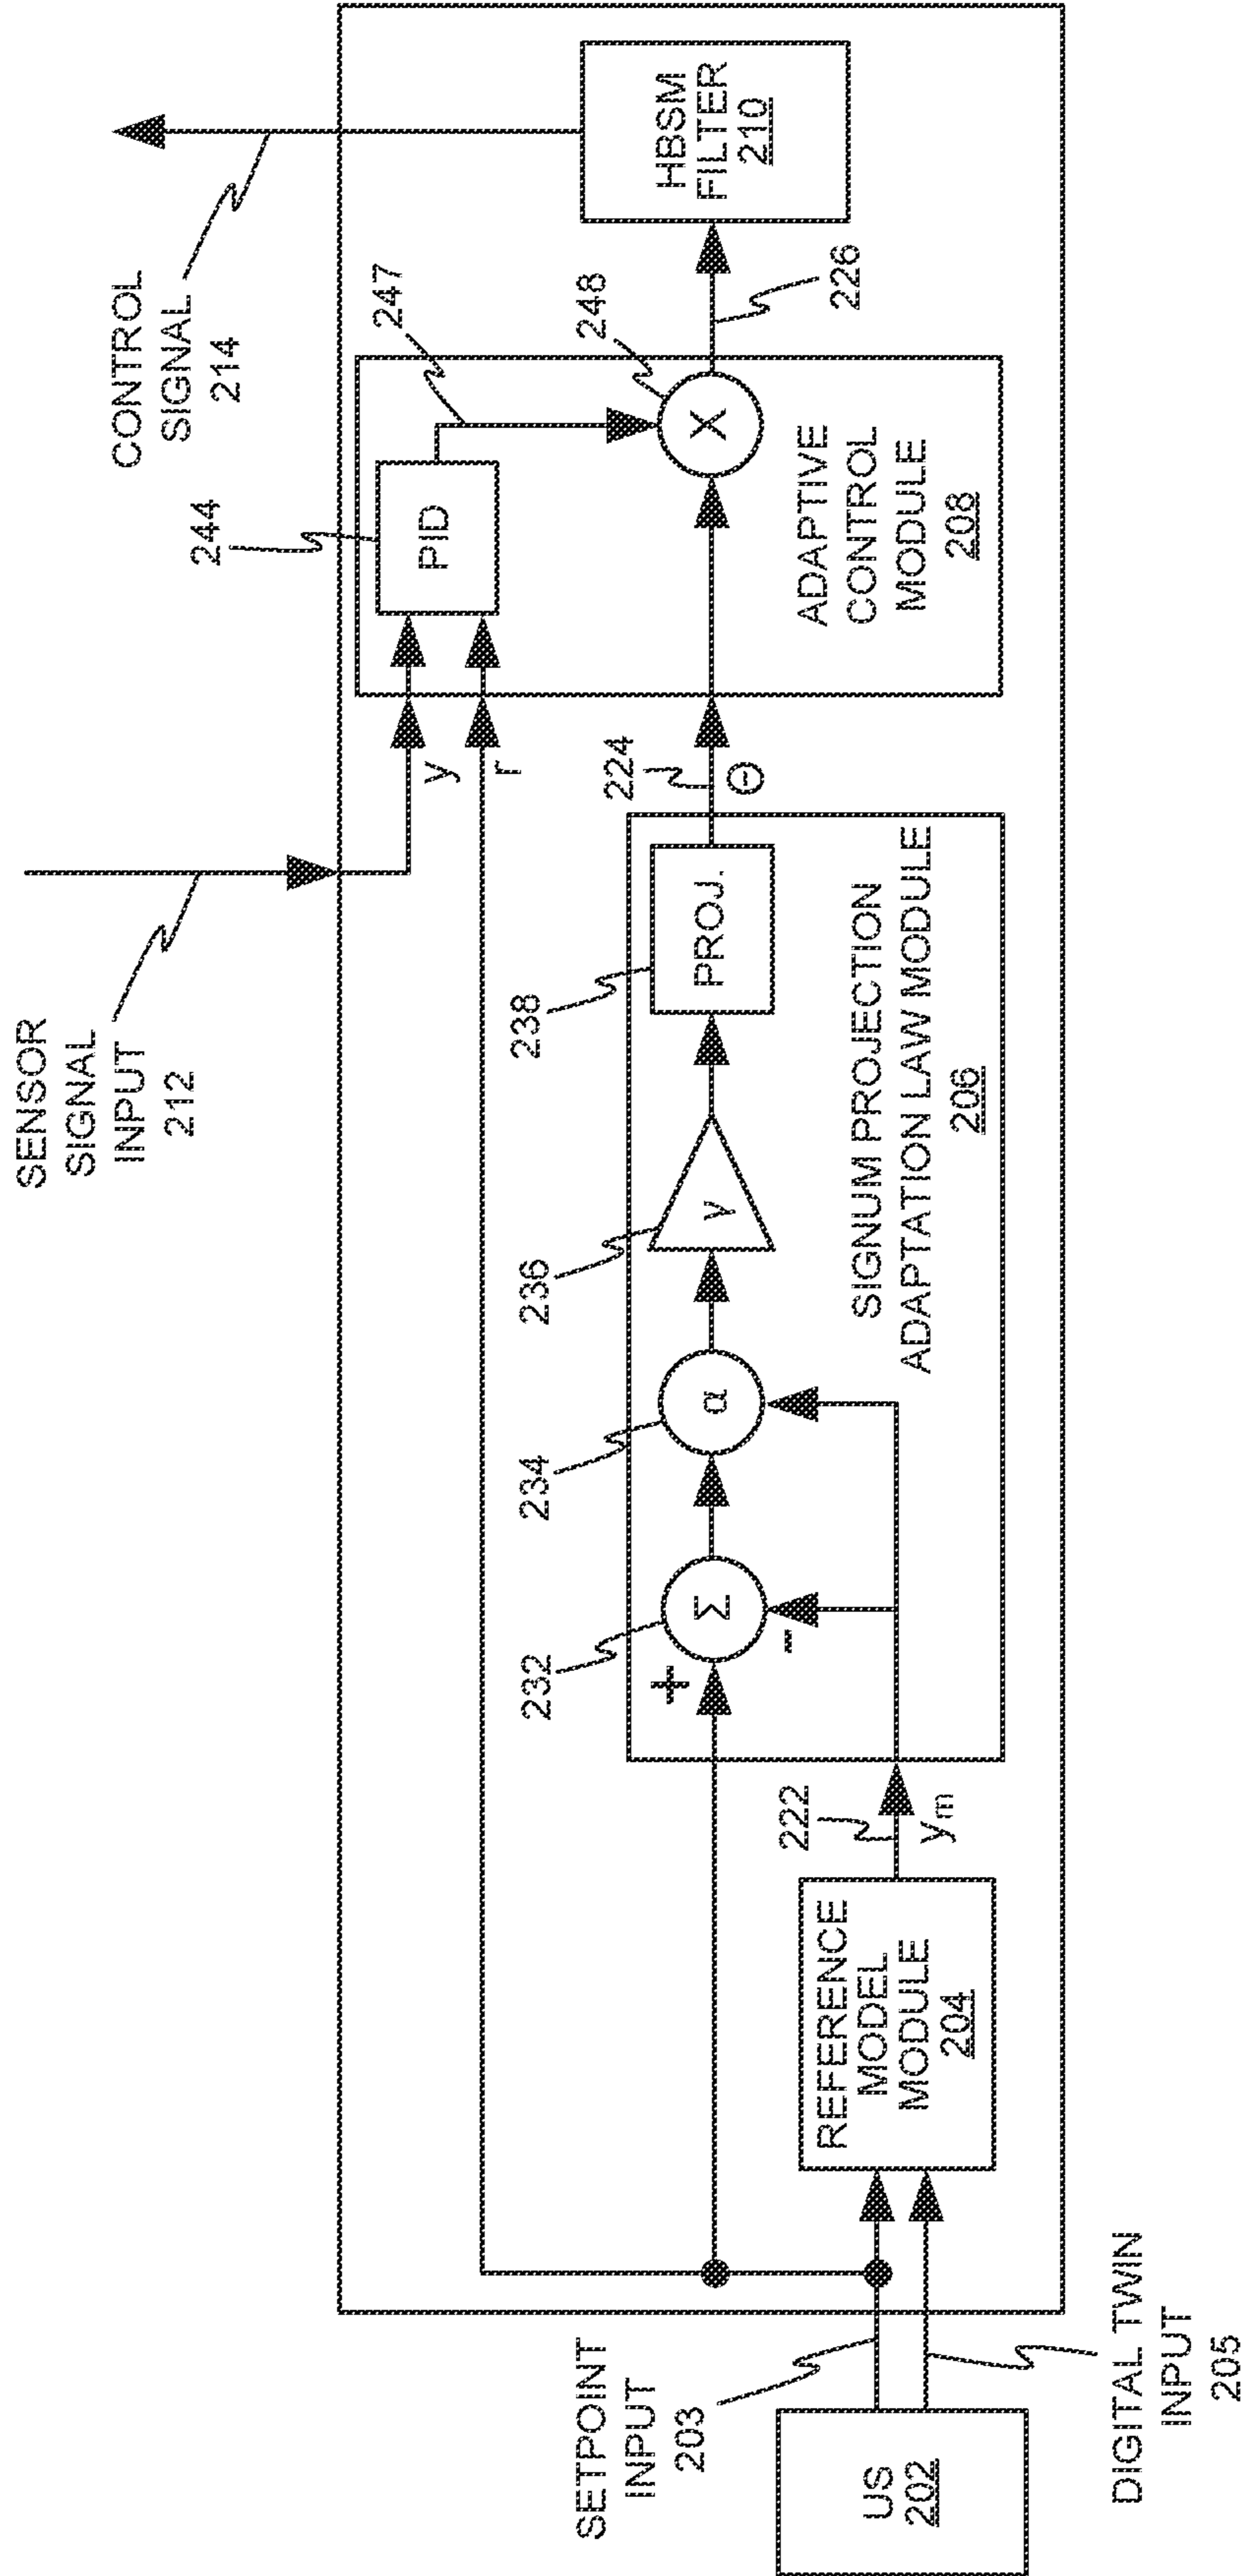 SENSOR
SIGNAL
INPUT
212
CONTROL
SIGNAL
214
244
PID
247
248
X
ADAPTIVE
CONTROL
MODULE
208
226
HBSM
FILTER
210
y
r
224
Θ
232
+
-
Σ
234
α
236
γ
238
PROJ.
SIGNUM PROJECTION
ADAPTATION LAW MODULE
206
222
ym
REFERENCE
MODEL
MODULE
204
SETPOINT
INPUT
203
US
202
DIGITAL TWIN
INPUT
205